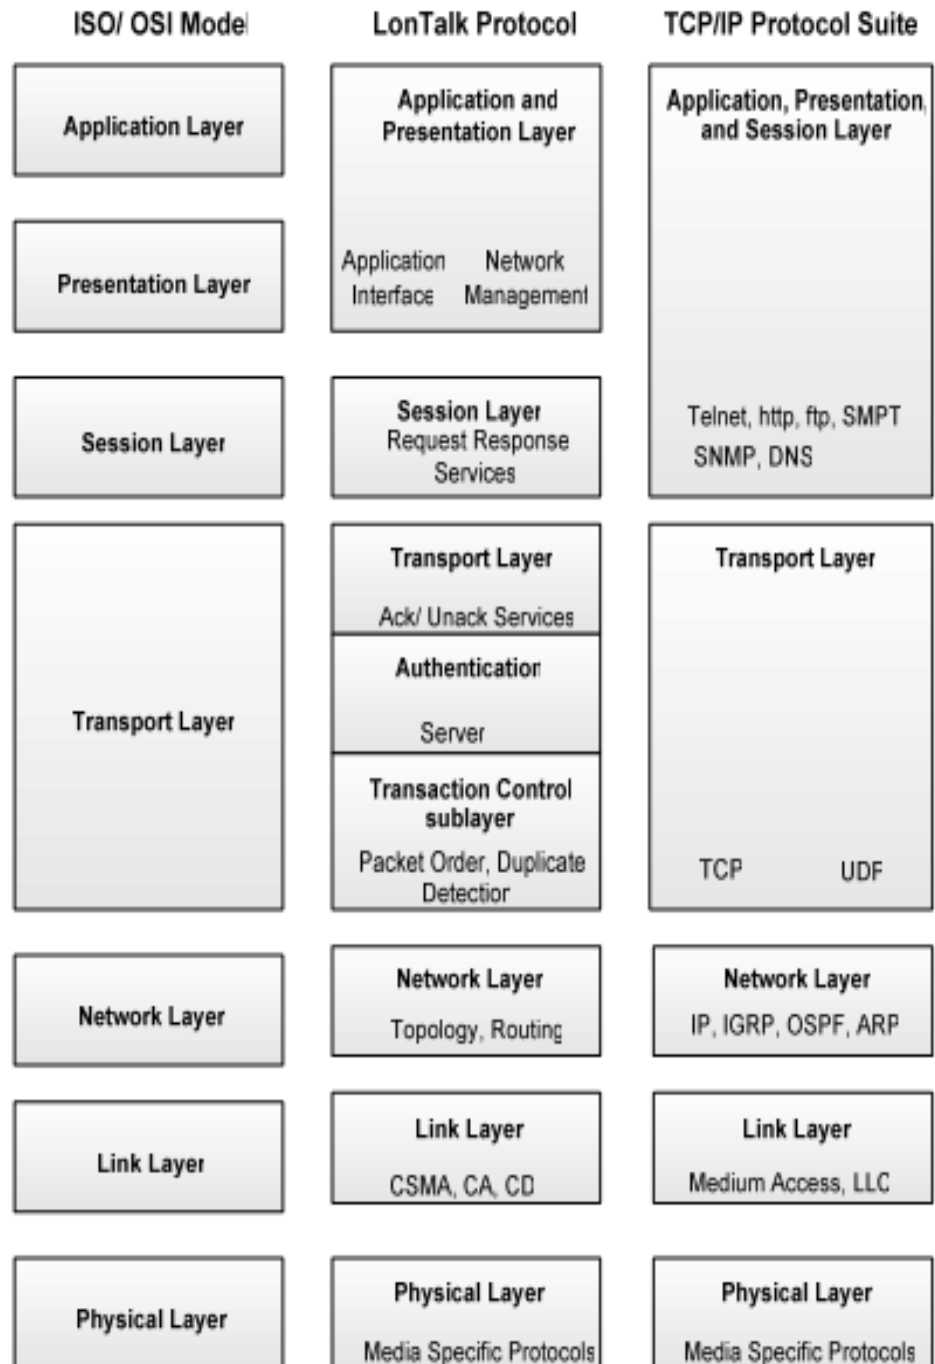 ISO/ OSI Model
LonTalk Protocol
TCP/IP Protocol Suite
Application Layer
Application and
Presentation Layer
Application, Presentation,
and Session Layer
Presentation Layer
Application
Interface
Network
Management
Session Layer
Session Layer
Request Response
Services
Telnet, http, ftp, SMPT
SNMP, DNS
Transport Layer
Transport Layer
Ack/ Unack Services
Authentication
Server
Transaction Control
sublayer
Packet Order, Duplicate
Detection
Transport Layer
TCP
UDF
Network Layer
Network Layer
Topology, Routing
Network Layer
IP, IGRP, OSPF, ARP
Link Layer
Link Layer
CSMA, CA, CD
Link Layer
Medium Access, LLC
Physical Layer
Physical Layer
Media Specific Protocols
Physical Layer
Media Specific Protocols